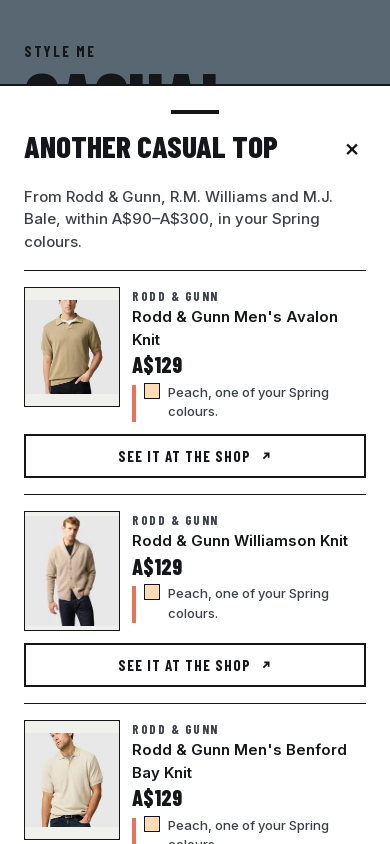 STYLE ME
CASUAL
ANOTHER CASUAL TOP
×
From Rodd & Gunn, R.M. Williams and M.J.
Bale, within A$90–A$300, in your Spring
colours.
RODD & GUNN
Rodd & Gunn Men's Avalon
Knit
A$129
Peach, one of your Spring
colours.
SEE IT AT THE SHOP ↗
RODD & GUNN
Rodd & Gunn Williamson Knit
A$129
Peach, one of your Spring
colours.
SEE IT AT THE SHOP ↗
RODD & GUNN
Rodd & Gunn Men's Benford
Bay Knit
A$129
Peach, one of your Spring
colours.